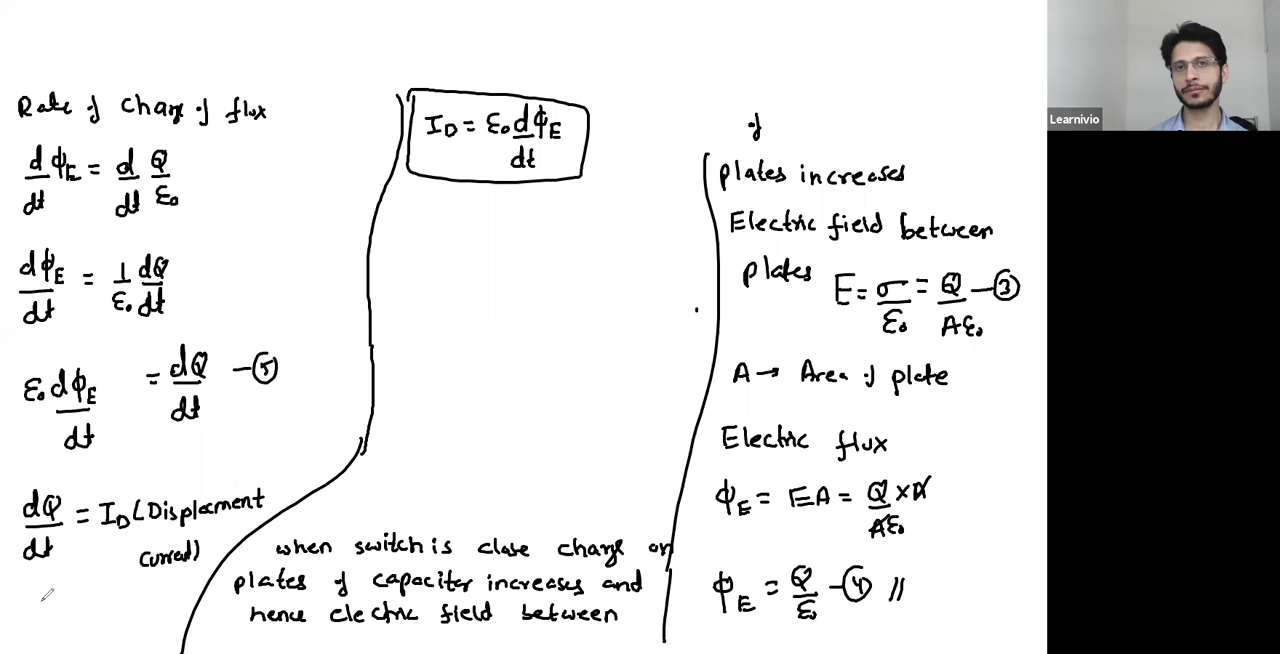 Rate of change of flux
d/dt ϕE = d/dt Q/ε0
dϕE/dt = 1/ε0 dQ/dt
ε0 dϕE/dt = dQ/dt —⑤
dQ/dt = ID (Displacment
current)
ID = ε0 dϕE/dt
when switch is close charge on
plates of capacitor increases and
hence electric field between
of
plates increases
Electric field between
plates E = σ/ε0 = Q/Aε0 —③
A → Area of plate
Electric flux
ϕE = EA = Q/Aε0 × A
ϕE = Q/ε0 —④ //
Learnivio